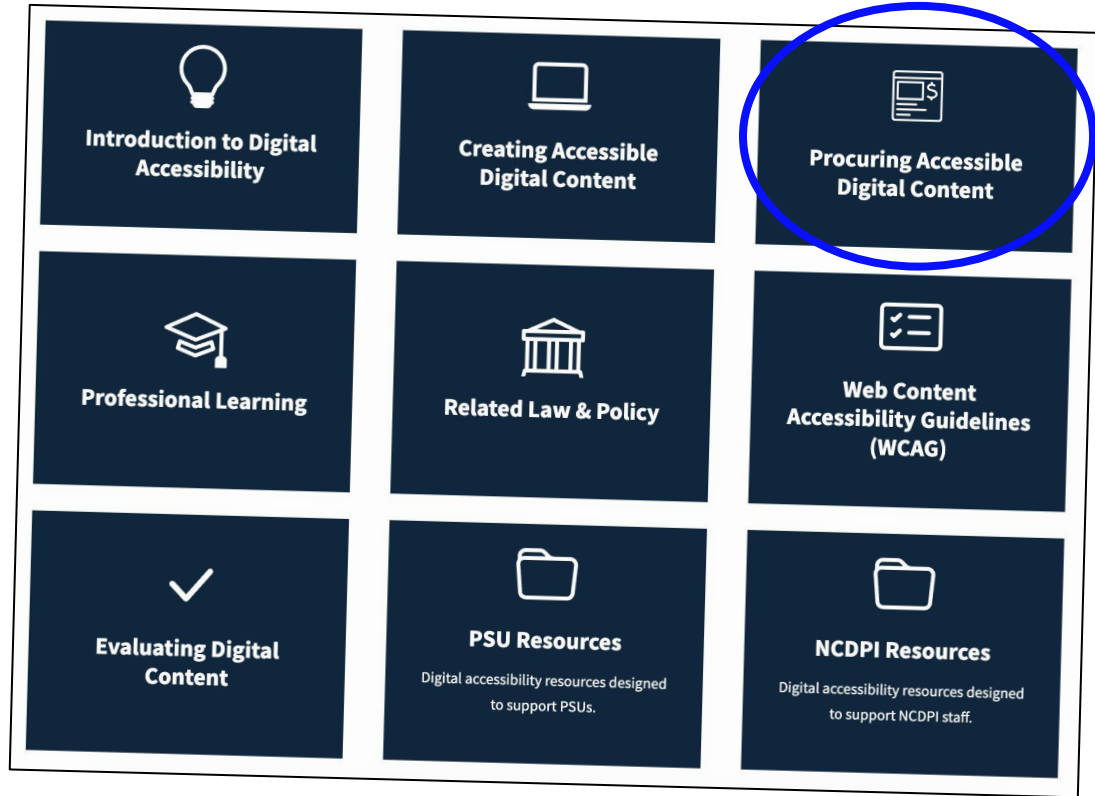 Introduction to Digital
Accessibility
Creating Accessible
Digital Content
$
Procuring Accessible
Digital Content
Professional Learning
Related Law & Policy
Web Content
Accessibility Guidelines
(WCAG)
Evaluating Digital
Content
PSU Resources
Digital accessibility resources designed
to support PSUs.
NCDPI Resources
Digital accessibility resources designed
to support NCDPI staff.